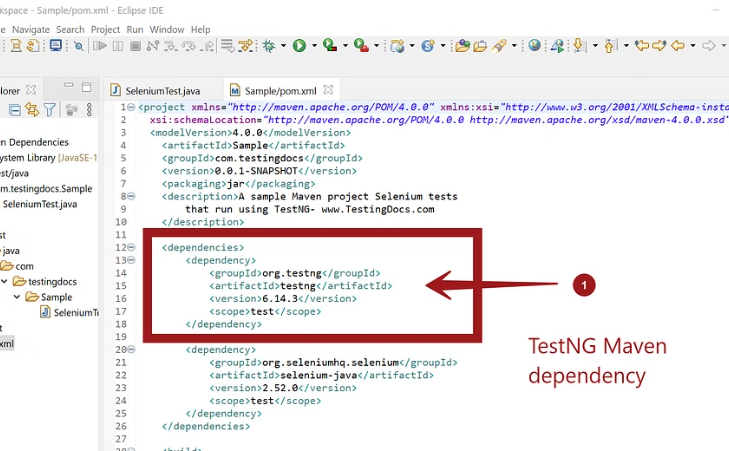 kspace - Sample/pom.xml - Eclipse IDE
Navigate Search Project Run Window Help
lorer
SeleniumTest.java Sample/pom.xml
1 <project xmlns="http://maven.apache.org/POM/4.0.0" xmlns:xsi="http://www.w3.org/2001/XMLSchema-insta
2 xsi:schemaLocation="http://maven.apache.org/POM/4.0.0 http://maven.apache.org/xsd/maven-4.0.0.xsd"
3 <modelVersion>4.0.0</modelVersion>
4 <artifactId>Sample</artifactId>
5 <groupId>com.testingdocs</groupId>
6 <version>0.0.1-SNAPSHOT</version>
7 <packaging>jar</packaging>
8 <description>A sample Maven project Selenium tests
9 that run using TestNG- www.TestingDocs.com
10 </description>
11
12 <dependencies>
13 <dependency>
14 <groupId>org.testng</groupId>
15 <artifactId>testng</artifactId>
16 <version>6.14.3</version>
17 <scope>test</scope>
18 </dependency>
19
20 <dependency>
21 <groupId>org.seleniumhq.selenium</groupId>
22 <artifactId>selenium-java</artifactId>
23 <version>2.52.0</version>
24 <scope>test</scope>
25 </dependency>
26 </dependencies>
27
28 <build>
n Dependencies
ystem Library [JavaSE-1
est/java
m.testingdocs.Sample
SeleniumTest.java
st
java
com
testingdocs
Sample
SeleniumTe
t
xml
1
TestNG Maven
dependency